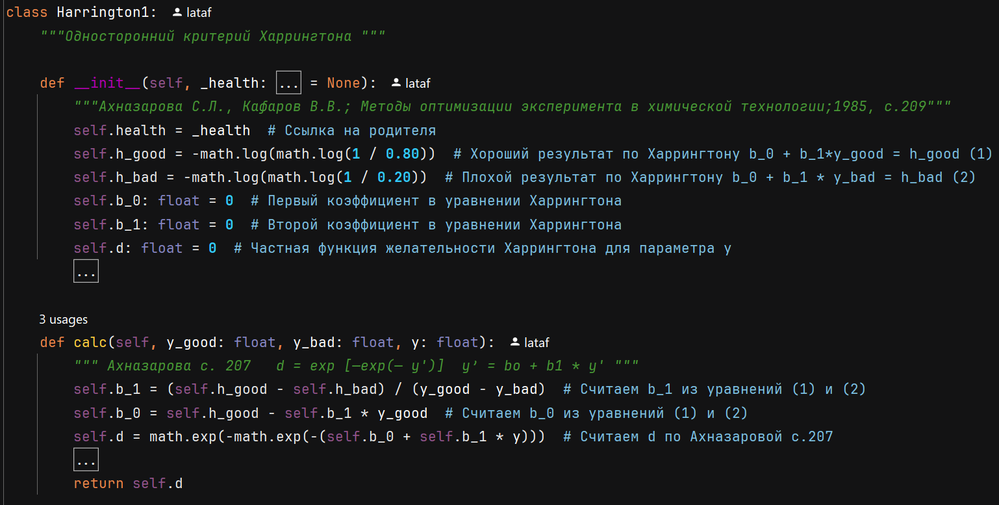 class Harrington1: lataf
"""Односторонний критерий Харрингтона """
def __init__(self, _health: ... = None): lataf
"""Ахназарова С.Л., Кафаров В.В.; Методы оптимизации эксперимента в химической технологии;1985, с.209"""
self.health = _health # Ссылка на родителя
self.h_good = -math.log(math.log(1 / 0.80)) # Хороший результат по Харрингтону b_0 + b_1*y_good = h_good (1)
self.h_bad = -math.log(math.log(1 / 0.20)) # Плохой результат по Харрингтону b_0 + b_1 * y_bad = h_bad (2)
self.b_0: float = 0 # Первый коэффициент в уравнении Харрингтона
self.b_1: float = 0 # Второй коэффициент в уравнении Харрингтона
self.d: float = 0 # Частная функция желательности Харрингтона для параметра y
...
3 usages
def calc(self, y_good: float, y_bad: float, y: float): lataf
""" Ахназарова с. 207 d = exp [—exp(— y')] y’ = bo + b1 * y' """
self.b_1 = (self.h_good - self.h_bad) / (y_good - y_bad) # Считаем b_1 из уравнений (1) и (2)
self.b_0 = self.h_good - self.b_1 * y_good # Считаем b_0 из уравнений (1) и (2)
self.d = math.exp(-math.exp(-(self.b_0 + self.b_1 * y))) # Считаем d по Ахназаровой с.207
...
return self.d